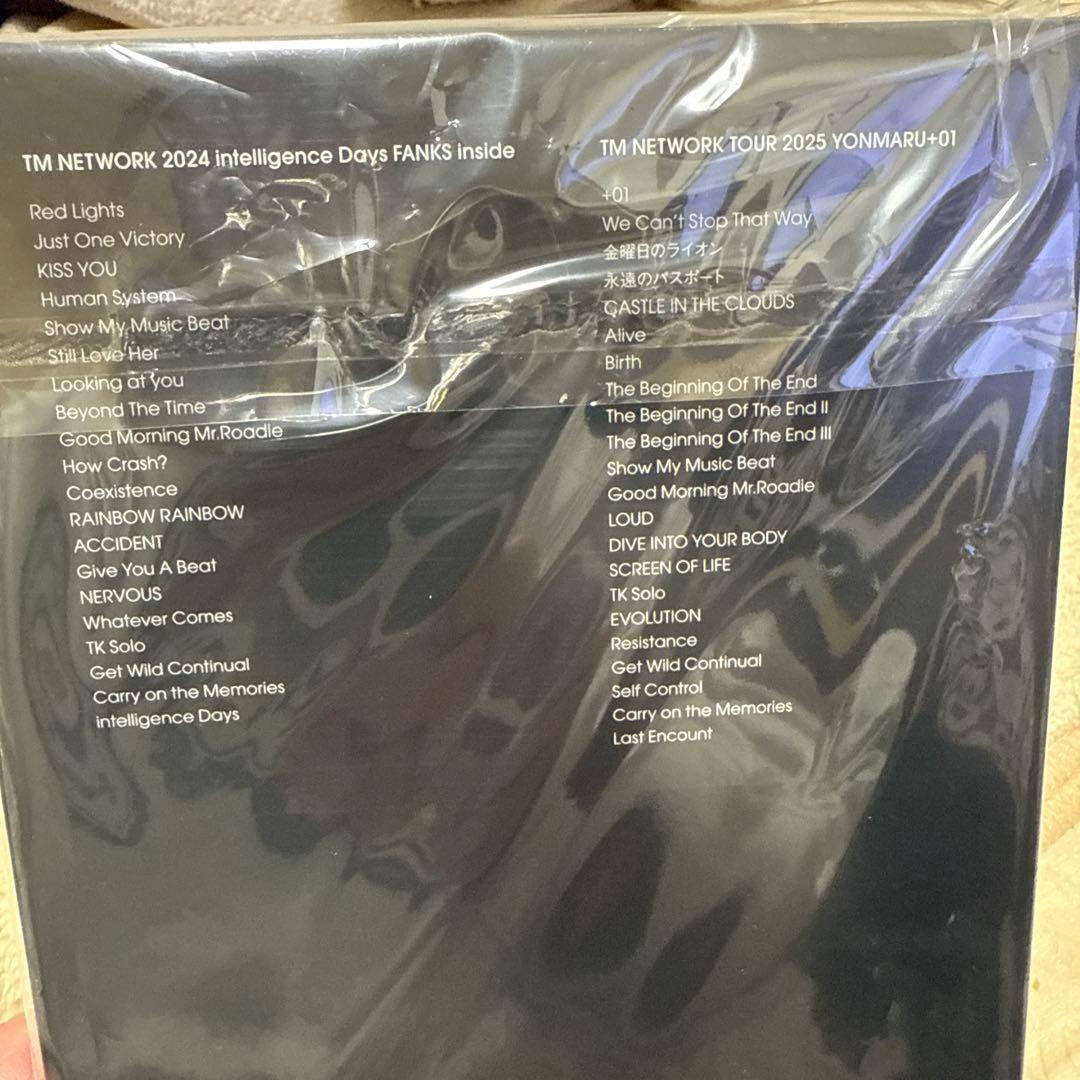 TM NETWORK 2024 intelligence Days FANKS inside
Red Lights
Just One Victory
KISS YOU
Human System
Show My Music Beat
Still Love Her
Looking at You
Beyond The Time
Good Morning Mr.Roadie
How Crash?
Coexistence
RAINBOW RAINBOW
ACCIDENT
Give You A Beat
NERVOUS
Whatever Comes
TK Solo
Get Wild Continual
Carry on the Memories
intelligence Days
TM NETWORK TOUR 2025 YONMARU+01
+01
We Can't Stop That Way
金曜日のライオン
永遠のパスポート
CASTLE IN THE CLOUDS
Alive
Birth
The Beginning Of The End
The Beginning Of The End II
The Beginning Of The End III
Show My Music Beat
Good Morning Mr.Roadie
LOUD
DIVE INTO YOUR BODY
SCREEN OF LIFE
TK Solo
EVOLUTION
Resistance
Get Wild Continual
Self Control
Carry on the Memories
Last Encount